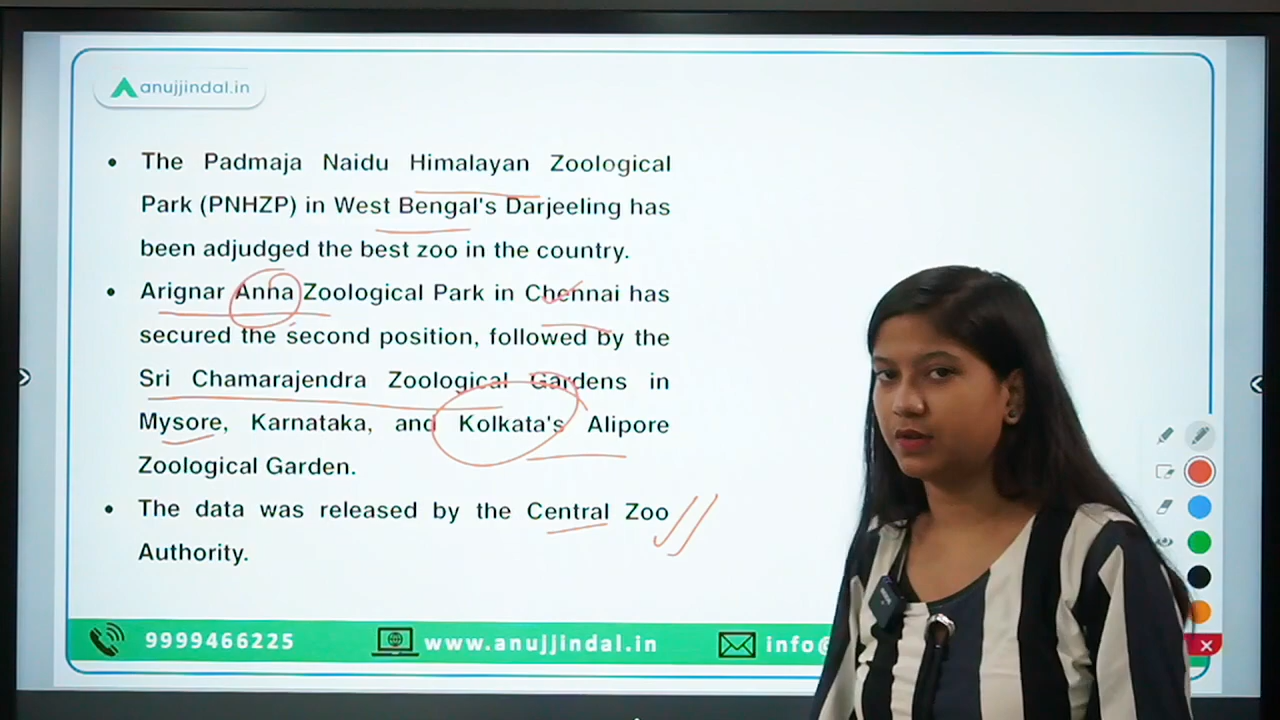 anujjindal.in
The Padmaja Naidu Himalayan Zoological
Park (PNHZP) in West Bengal's Darjeeling has
been adjudged the best zoo in the country.
Arignar Anna Zoological Park in Chennai has
secured the second position, followed by the
Sri Chamarajendra Zoological Gardens in
Mysore, Karnataka, and Kolkata's Alipore
Zoological Garden.
The data was released by the Central Zoo
Authority.
9999466225
www.anujjindal.in
info@